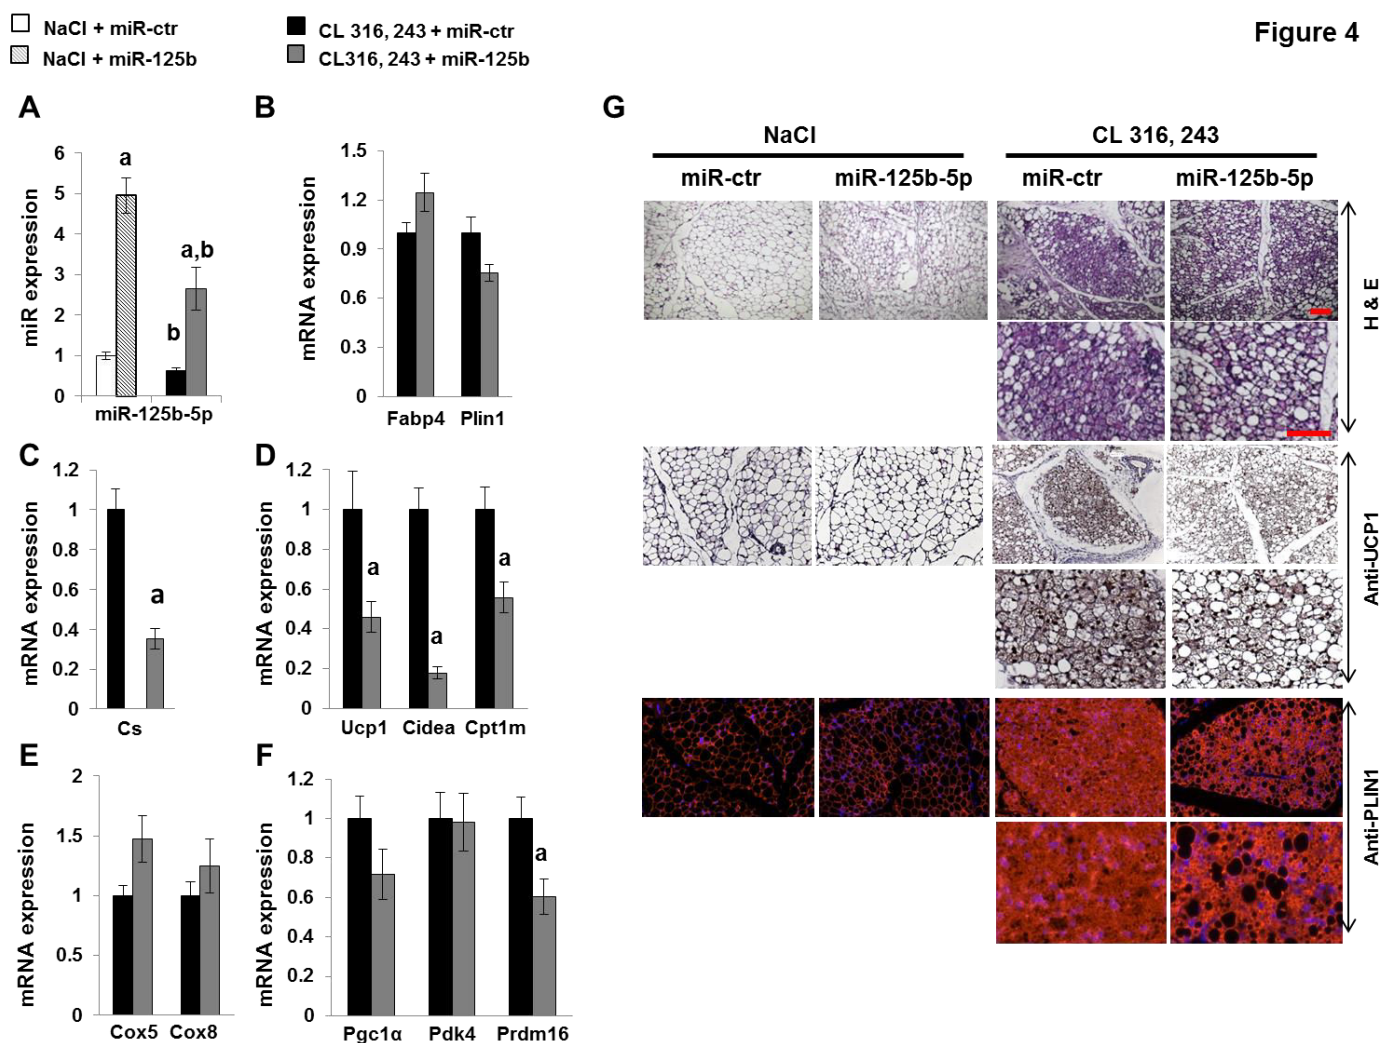 NaCl + miR-ctr
NaCl + miR-125b
CL 316, 243 + miR-ctr
CL316, 243 + miR-125b
Figure 4
A
miR expression
6
5
4
3
2
1
0
a
b
a,b
miR-125b-5p
B
mRNA expression
1.5
1.2
0.9
0.6
0.3
0
Fabp4 Plin1
C
mRNA expression
1.2
1
0.8
0.6
0.4
0.2
0
a
Cs
D
mRNA expression
1.2
1
0.8
0.6
0.4
0.2
0
a
a
a
Ucp1 Cidea Cpt1m
E
mRNA expression
2
1.5
1
0.5
0
Cox5 Cox8
F
mRNA expression
1.2
1
0.8
0.6
0.4
0.2
0
a
Pgc1α Pdk4 Prdm16
G
NaCl
CL 316, 243
miR-ctr
miR-125b-5p
miR-ctr
miR-125b-5p
H & E
Anti-UCP1
Anti-PLIN1